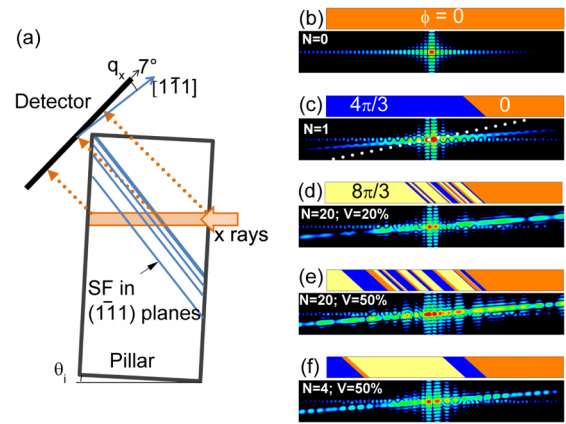 (a)
q_x
7°
[11̄1]
Detector
x rays
SF in
(1̄11) planes
Pillar
θ_i
(b)
ϕ = 0
N=0
(c)
4π/3
0
N=1
(d)
8π/3
N=20; V=20%
(e)
N=20; V=50%
(f)
N=4; V=50%